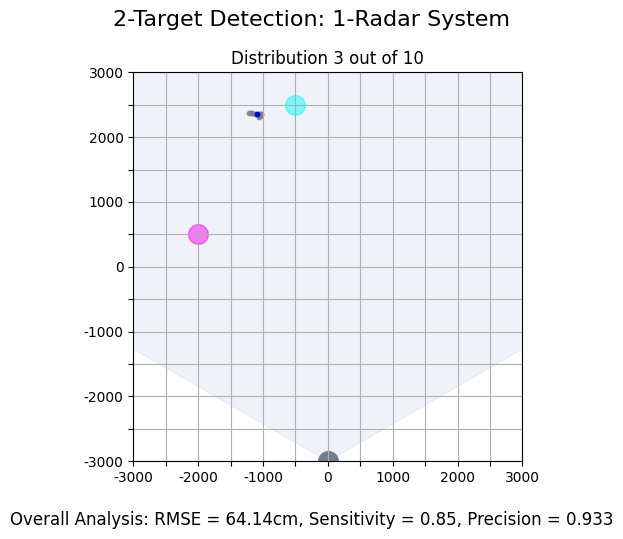 2-Target Detection: 1-Radar System
Distribution 3 out of 10
3000
2000
1000
0
-1000
-2000
-3000
-3000 -2000 -1000 0 1000 2000 3000
Overall Analysis: RMSE = 64.14cm, Sensitivity = 0.85, Precision = 0.933